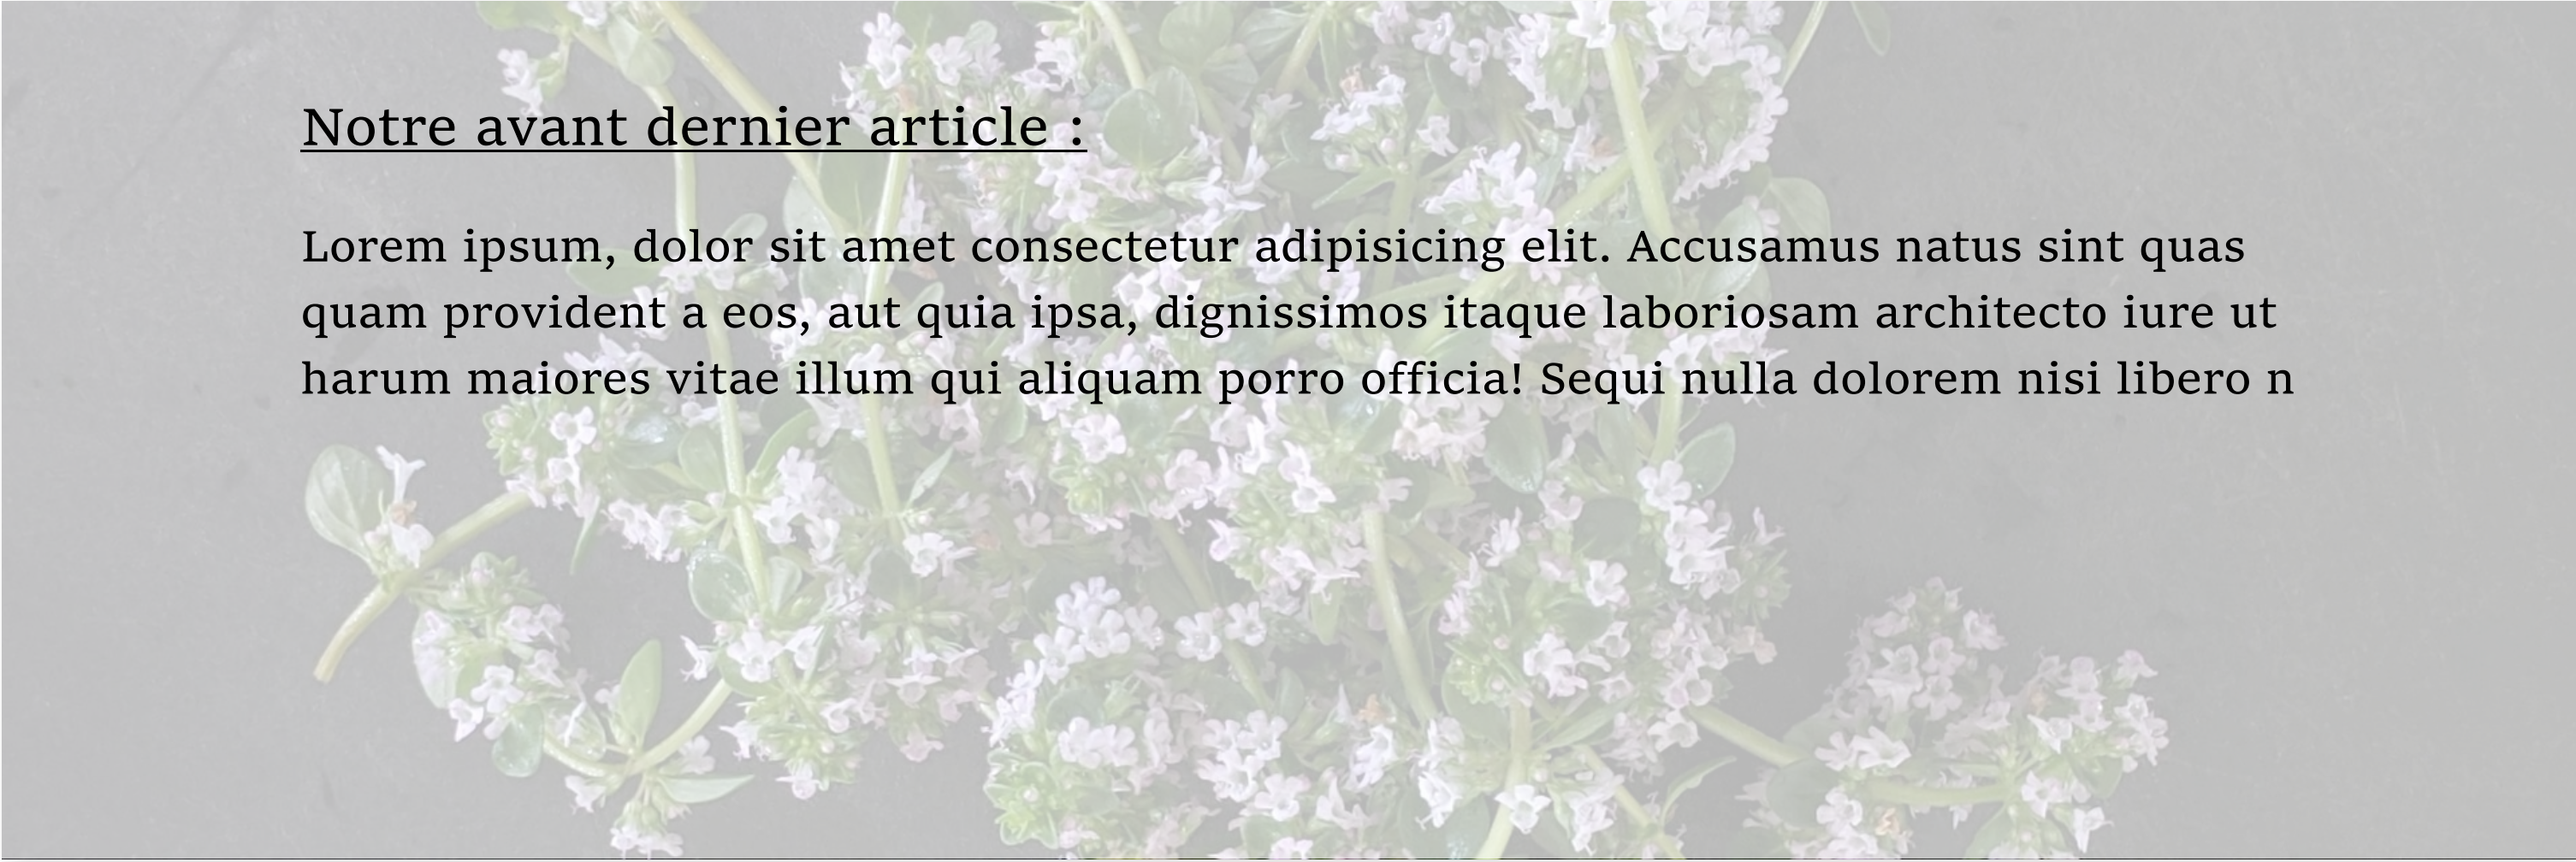 Notre avant dernier article :
Lorem ipsum, dolor sit amet consectetur adipisicing elit. Accusamus natus sint quas
quam provident a eos, aut quia ipsa, dignissimos itaque laboriosam architecto iure ut
harum maiores vitae illum qui aliquam porro officia! Sequi nulla dolorem nisi libero n